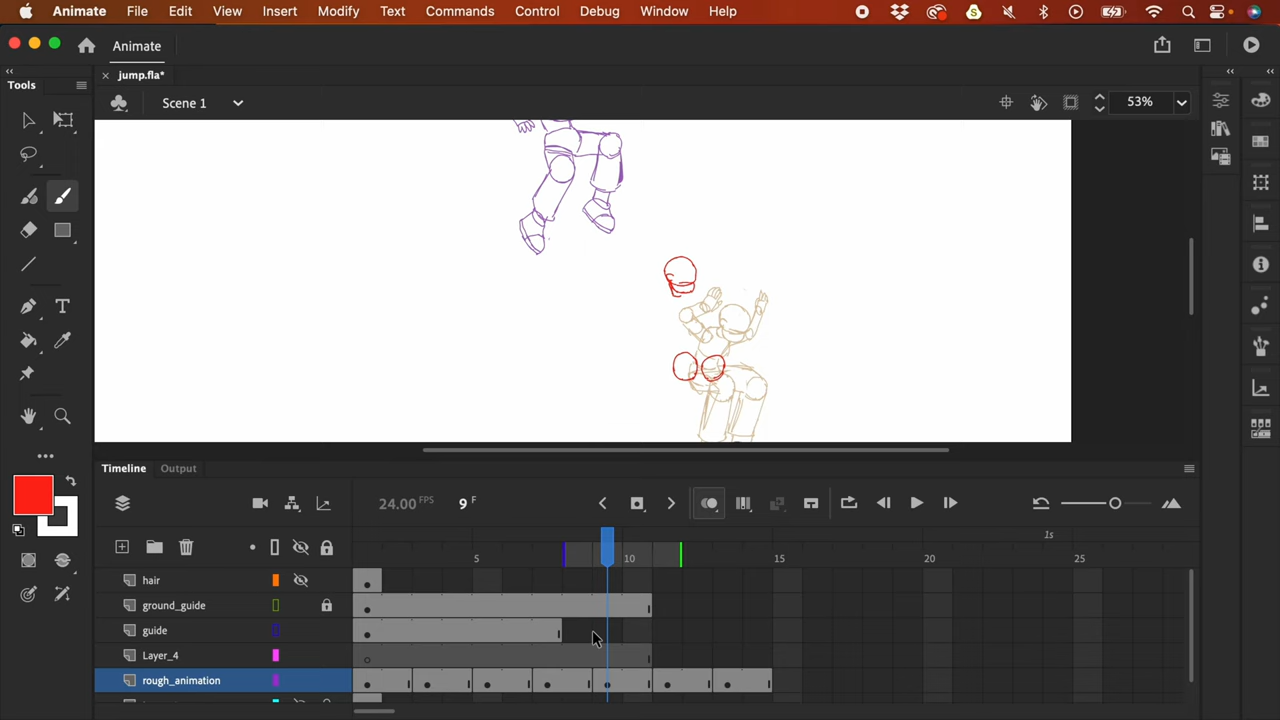 Animate File Edit View Insert Modify Text Commands Control Debug Window Help
Animate
Tools
jump.fla*
Scene 1
53%
T
Timeline Output
24.00 FPS 9 F
1s
5 10 15 20 25
hair
ground_guide
guide
Layer_4
rough_animation